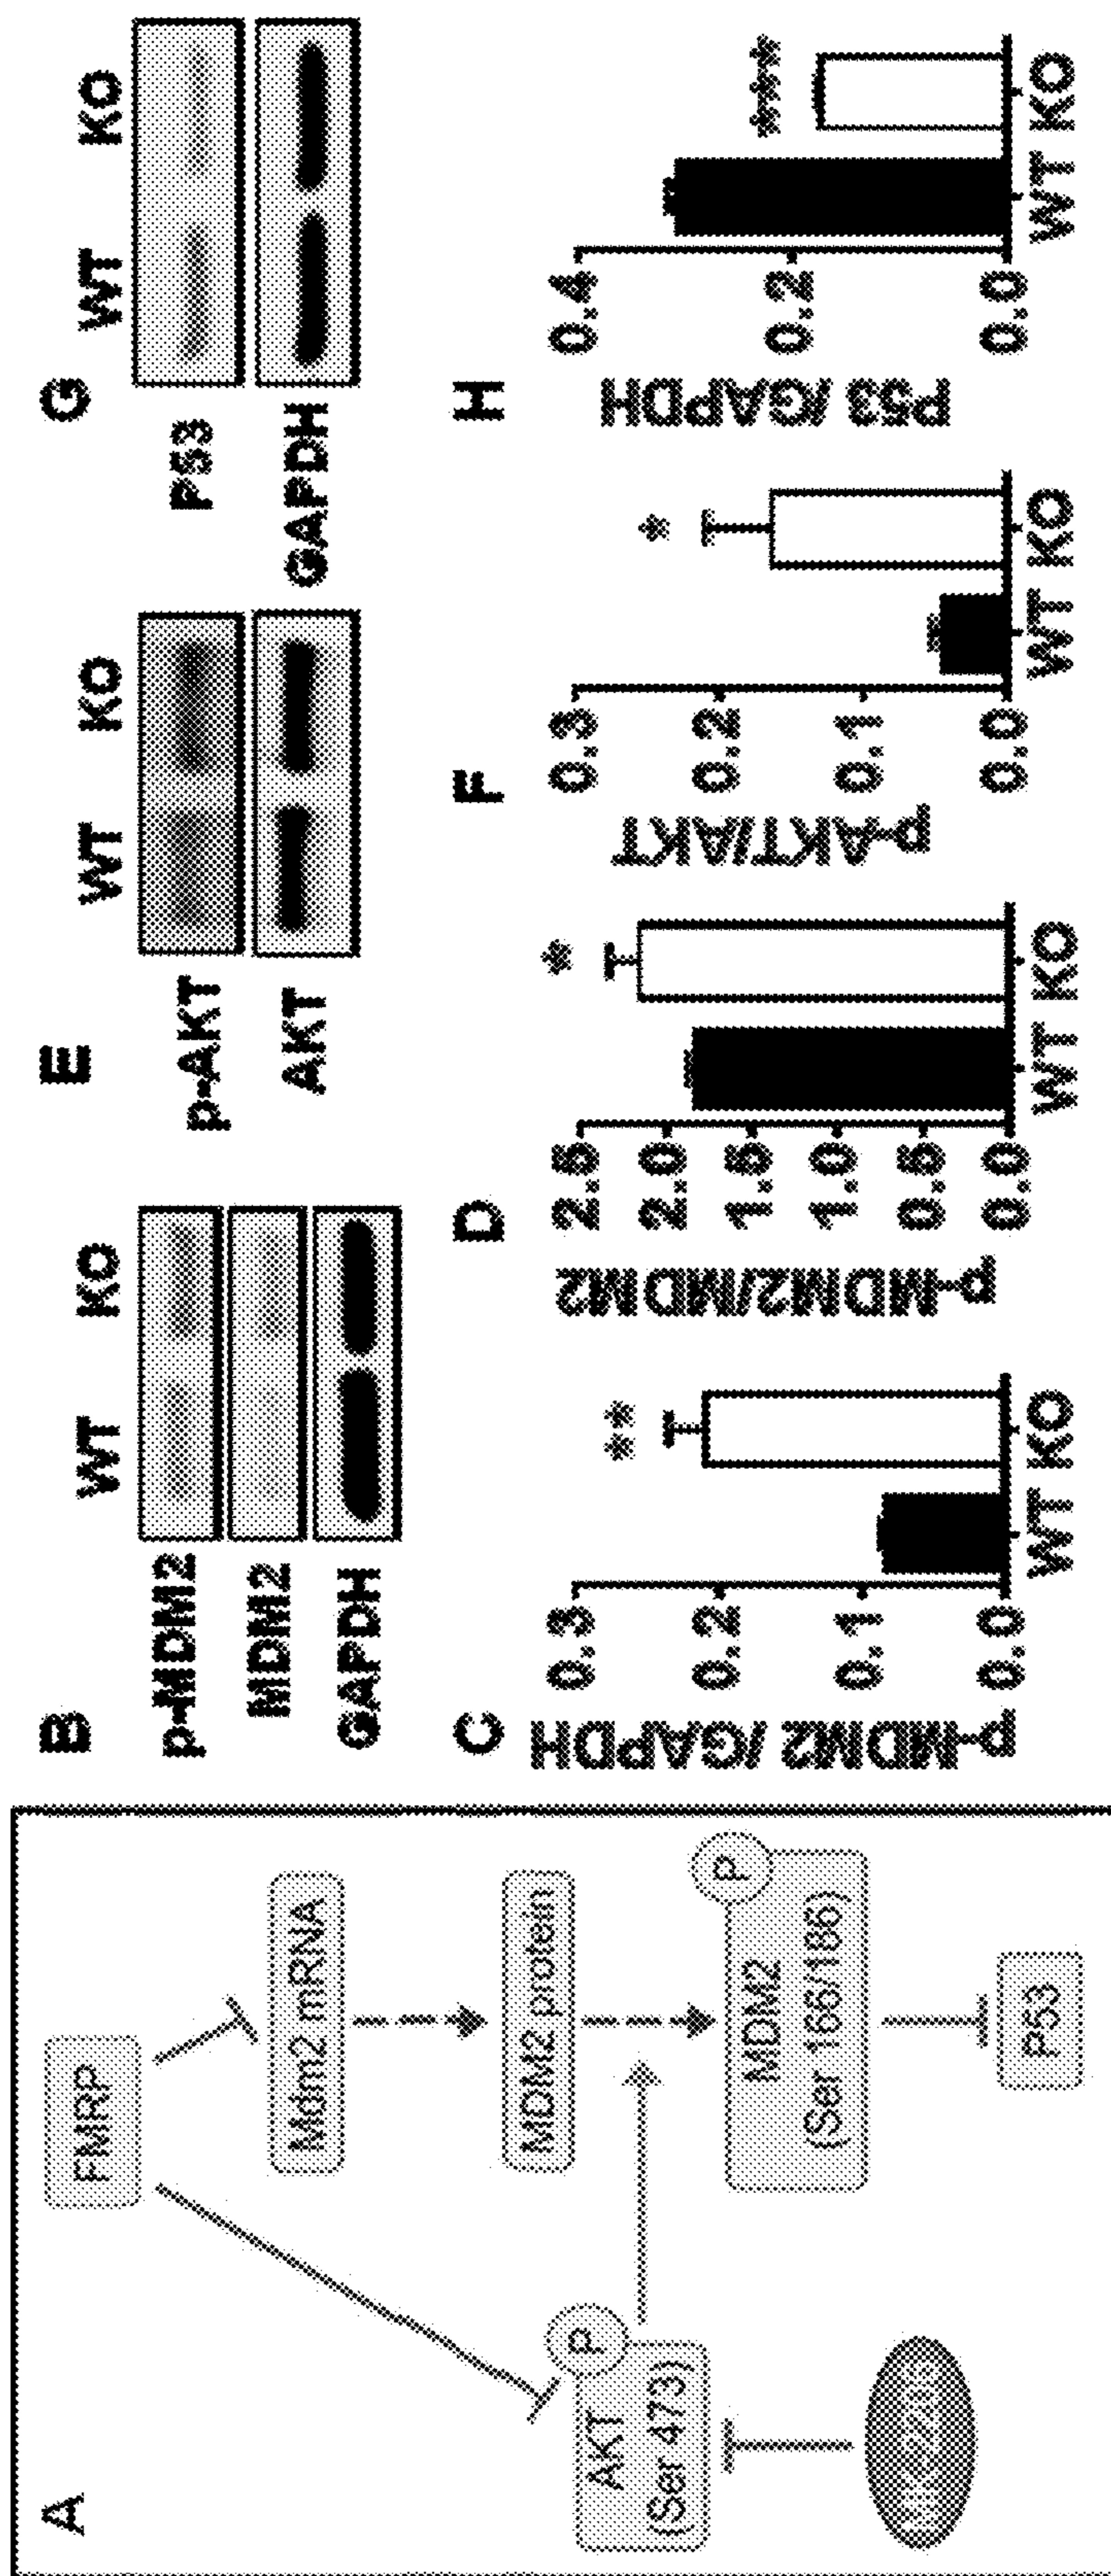 A
FMRP
Mdm2 mRNA
MDM2 protein
P
AKT
(Ser 473)
P
MDM2
(Ser 166/186)
P53
B
WT KO
p-MDM2
MDM2
GAPDH
C
p-MDM2 /GAPDH
0.3
0.2
0.1
0.0
**
WT KO
D
p-MDM2/MDM2
2.5
2.0
1.5
1.0
0.5
0.0
*
WT KO
E
WT KO
p-AKT
AKT
F
p-AKT/AKT
0.3
0.2
0.1
0.0
*
WT KO
G
WT KO
P53
GAPDH
H
P53 /GAPDH
0.4
0.2
0.0
***
WT KO